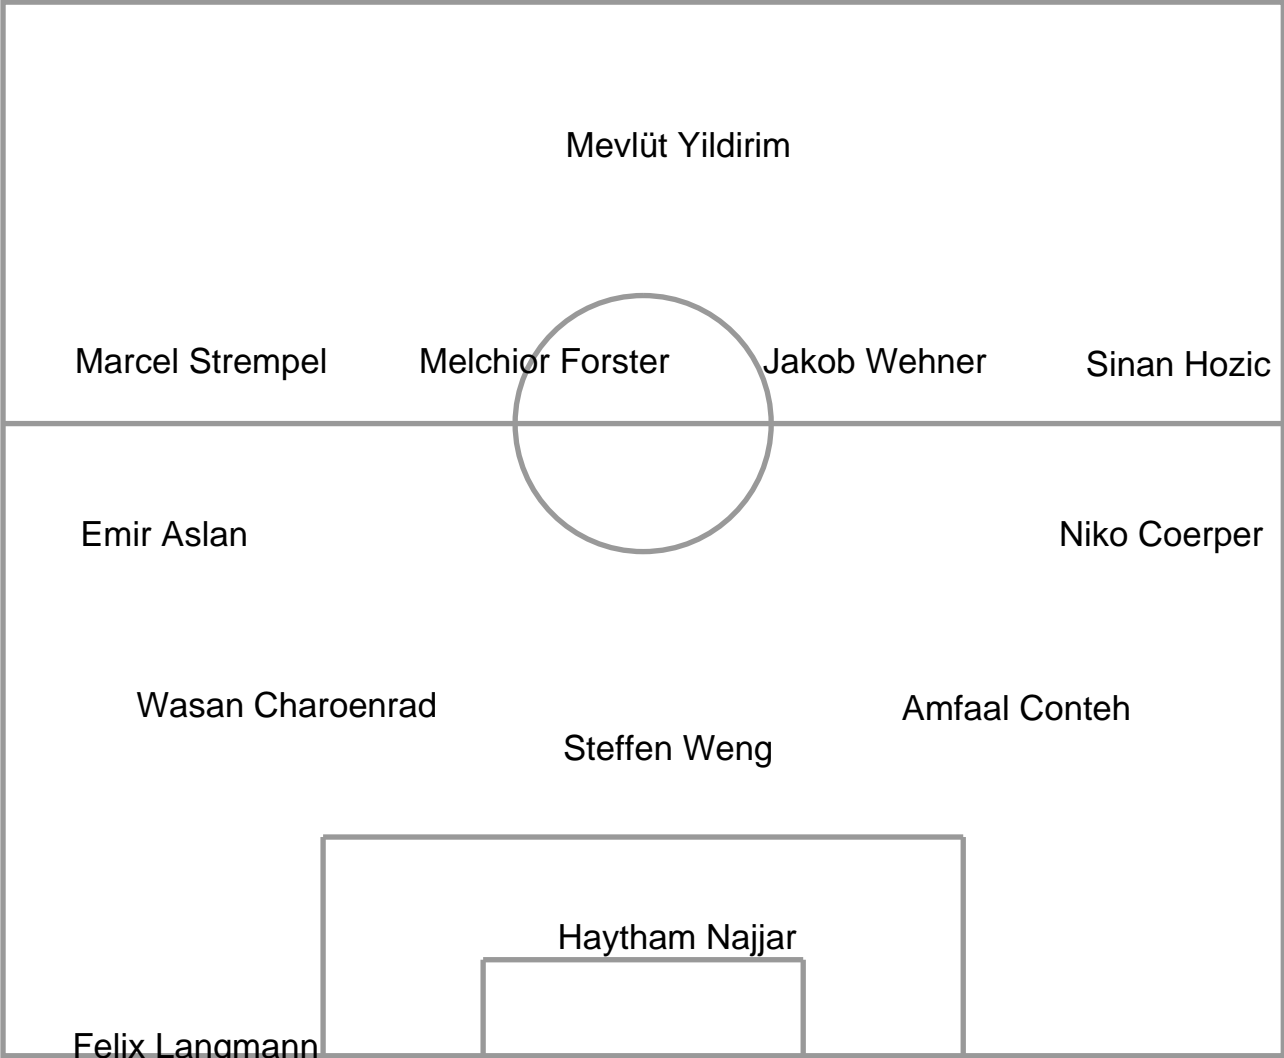 Mevlüt Yildirim
Marcel Strempel
Melchior Forster
Jakob Wehner
Sinan Hozic
Emir Aslan
Niko Coerper
Wasan Charoenrad
Amfaal Conteh
Steffen Weng
Haytham Najjar
Felix Langmann